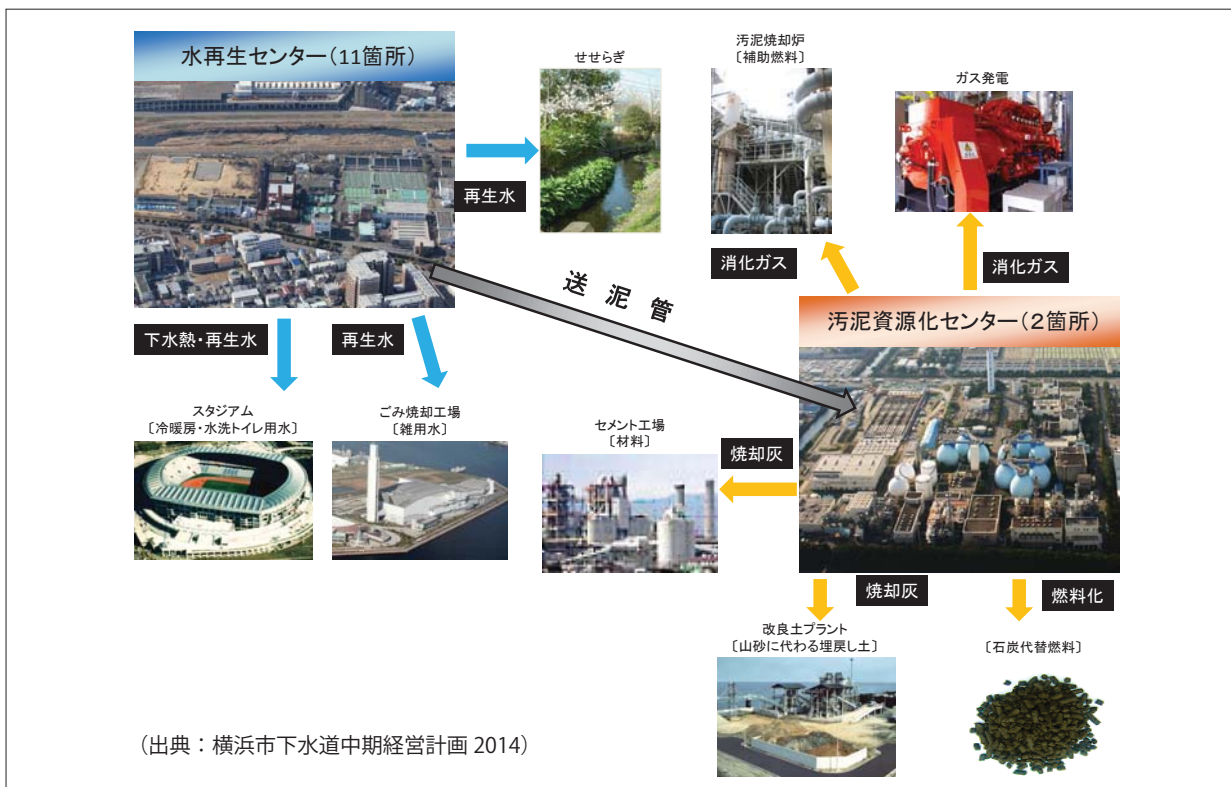 水再生センター（11箇所）
せせらぎ
汚泥焼却炉
〔補助燃料〕
ガス発電
再生水
消化ガス
消化ガス
送泥管
汚泥資源化センター（2箇所）
下水熱・再生水
再生水
スタジアム
〔冷暖房・水洗トイレ用水〕
ごみ焼却工場
〔雑用水〕
セメント工場
〔材料〕
焼却灰
焼却灰
燃料化
改良土プラント
〔山砂に代わる埋戻し土〕
〔石炭代替燃料〕
（出典：横浜市下水道中期経営計画 2014）